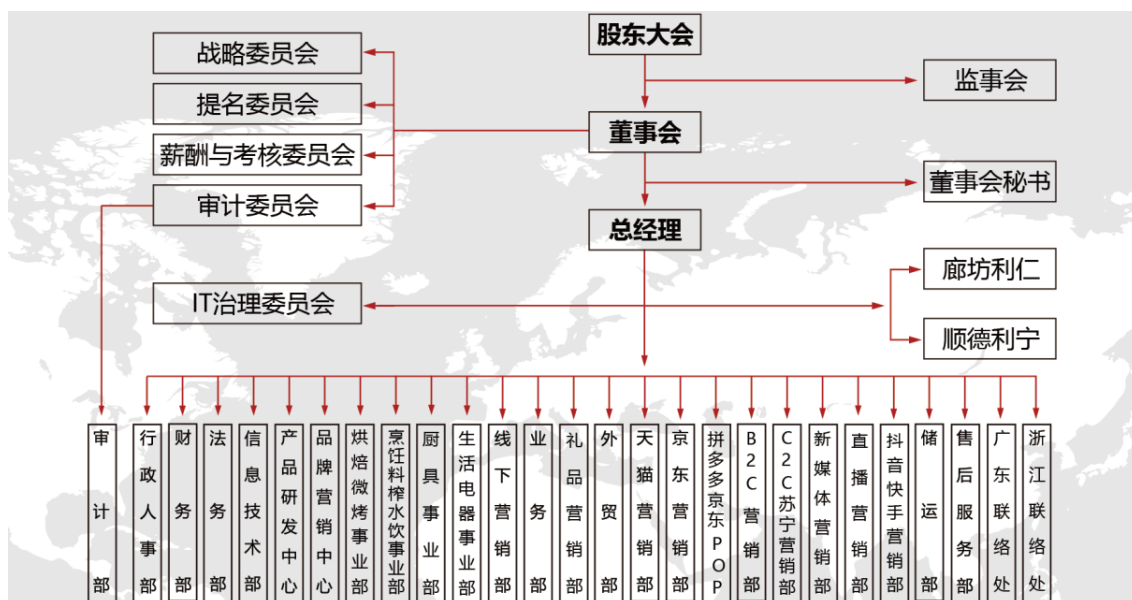 股东大会
战略委员会
监事会
提名委员会
董事会
薪酬与考核委员会
董事会秘书
审计委员会
总经理
廊坊利仁
IT治理委员会
顺德利宁
审计部
行政人事部
财务部
法务部
信息技术部
产品研发中心
品牌营销中心
烘焙微烤事业部
烹饪料榨水饮事业部
厨具事业部
生活电器事业部
线下营销部
业务部
礼品营销部
外贸部
天猫营销部
京东营销部
拼多多京东POP
B2C营销部
C2C苏宁营销部
新媒体营销部
直播营销部
抖音快手营销部
储运部
售后服务部
广东联络处
浙江联络处